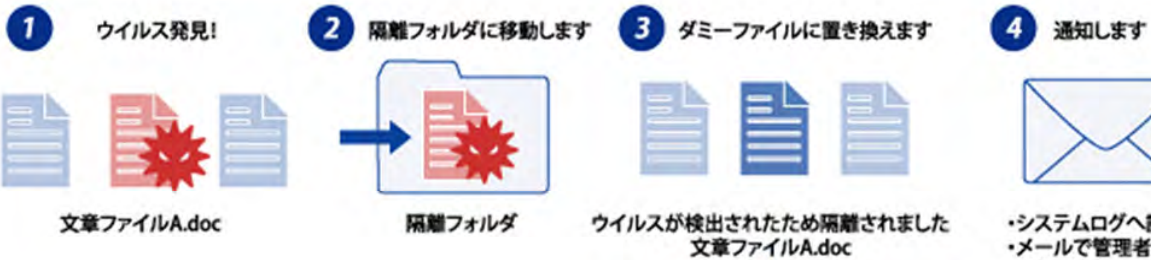 1 ウイルス発見!
2 隔離フォルダに移動します
3 ダミーファイルに置き換えます
4 通知します
文章ファイルA.doc
隔離フォルダ
ウイルスが検出されたため隔離されました
文章ファイルA.doc
・システムログへ
・メールで管理者